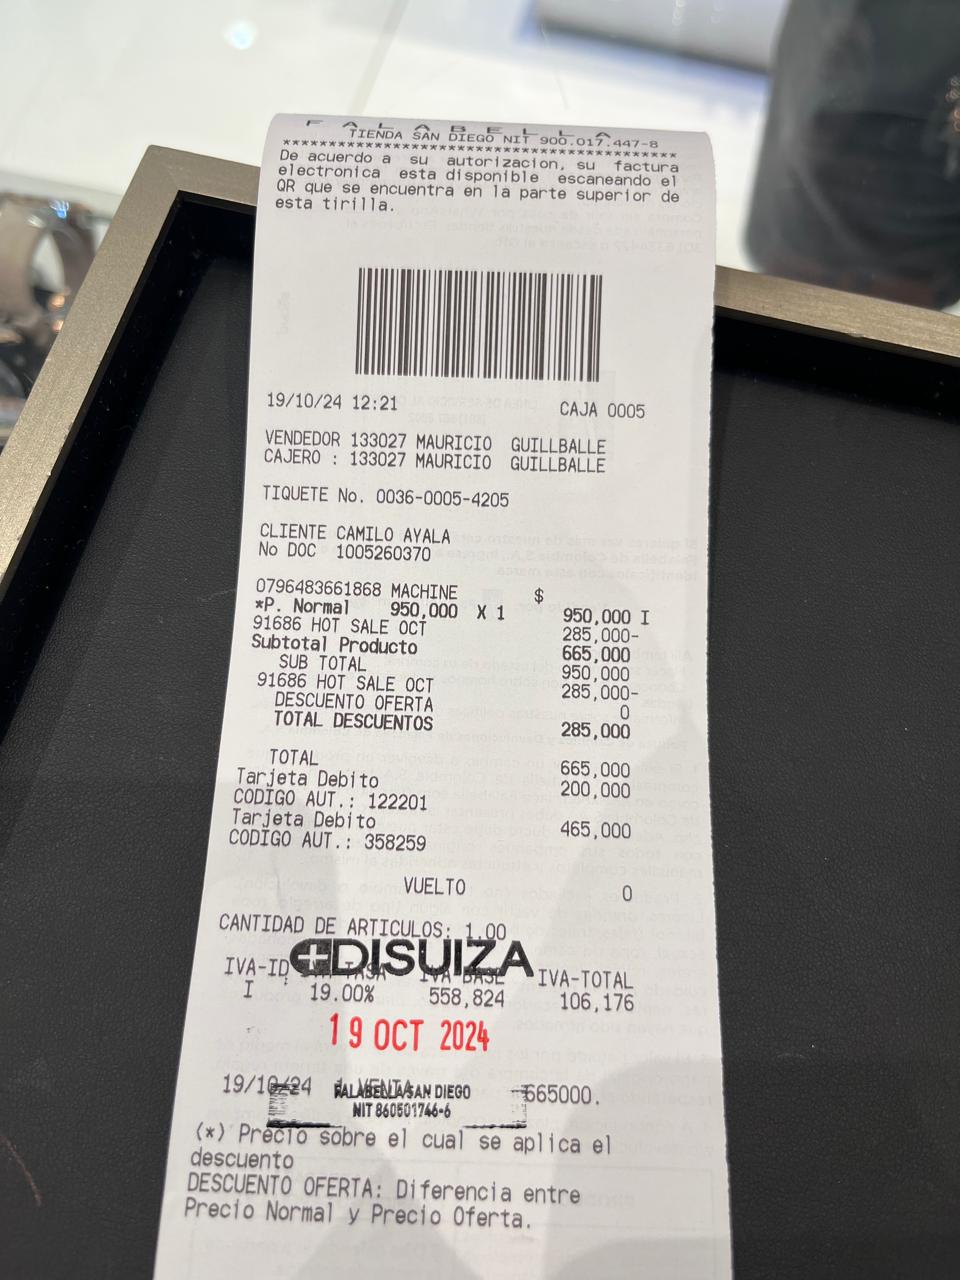 F A L A B E L L A
TIENDA SAN DIEGO NIT 900.017.447-8
******************************************
De acuerdo a su autorizacion, su factura
electronica esta disponible escaneando el
QR que se encuentra en la parte superior de
esta tirilla.
19/10/24 12:21 CAJA 0005
VENDEDOR 133027 MAURICIO GUILLBALLE
CAJERO : 133027 MAURICIO GUILLBALLE
TIQUETE No. 0036-0005-4205
CLIENTE CAMILO AYALA
No DOC 1005260370
0796483661868 MACHINE $
*P. Normal 950,000 X 1 950,000 I
91686 HOT SALE OCT 285,000-
Subtotal Producto 665,000
SUB TOTAL 950,000
91686 HOT SALE OCT 285,000-
DESCUENTO OFERTA 0
TOTAL DESCUENTOS 285,000
TOTAL 665,000
Tarjeta Debito 200,000
CODIGO AUT.: 122201
Tarjeta Debito 465,000
CODIGO AUT.: 358259
VUELTO 0
CANTIDAD DE ARTICULOS: 1.00
DISUIZA
IVA-ID IVA-TASA IVA-BASE IVA-TOTAL
I 19.00% 558,824 106,176
19 OCT 2024
19/10/24 VENTA 665000.
FALABELLA SAN DIEGO
NIT 860501746-6
(*) Precio sobre el cual se aplica el
descuento
DESCUENTO OFERTA: Diferencia entre
Precio Normal y Precio Oferta.